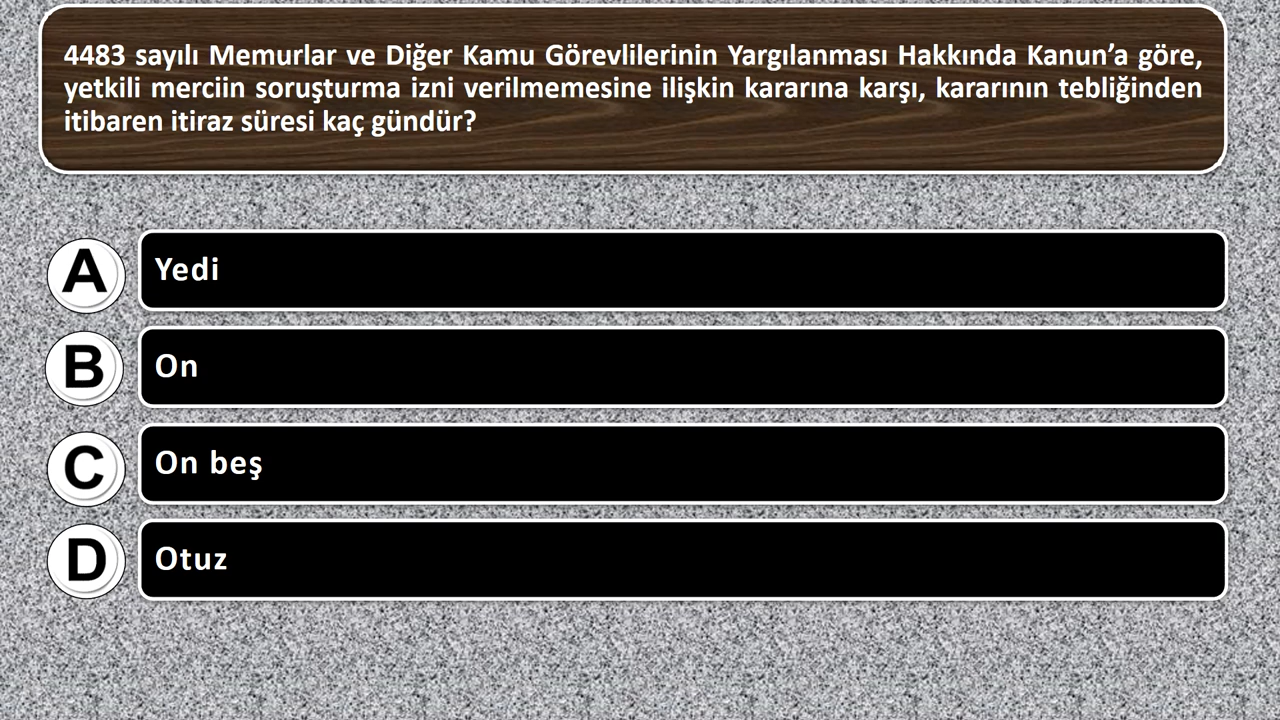 4483 sayılı Memurlar ve Diğer Kamu Görevlilerinin Yargılanması Hakkında Kanun’a göre,
yetkili merciin soruşturma izni verilmemesine ilişkin kararına karşı, kararının tebliğinden
itibaren itiraz süresi kaç gündür?
A Yedi
B On
C On beş
D Otuz